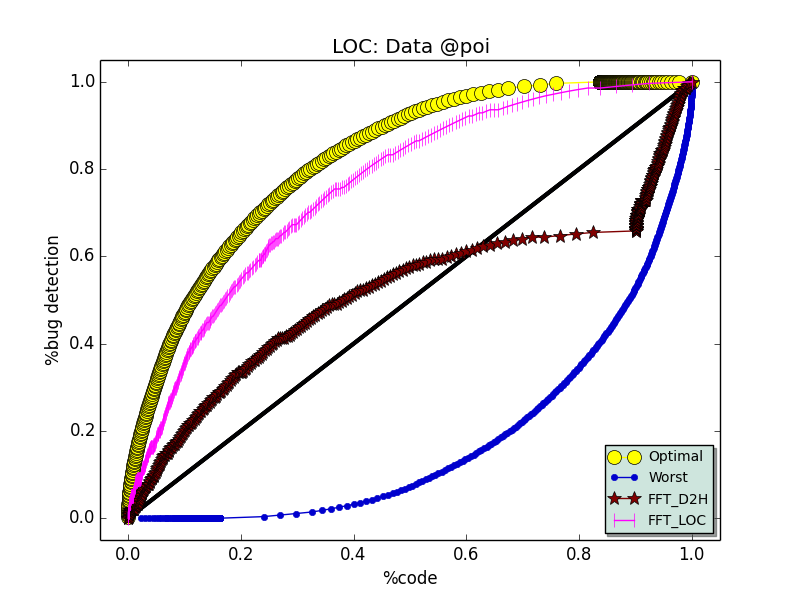 LOC: Data @poi
1.0
0.8
0.6
0.4
0.2
0.0
%bug detection
0.0 0.2 0.4 0.6 0.8 1.0
%code
Optimal
Worst
FFT_D2H
FFT_LOC